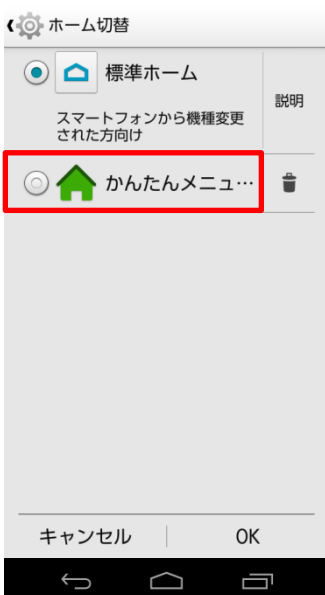 ホーム切替
標準ホーム
説明
スマートフォンから機種変更
された方向け
かんたんメニュ…
キャンセル
OK